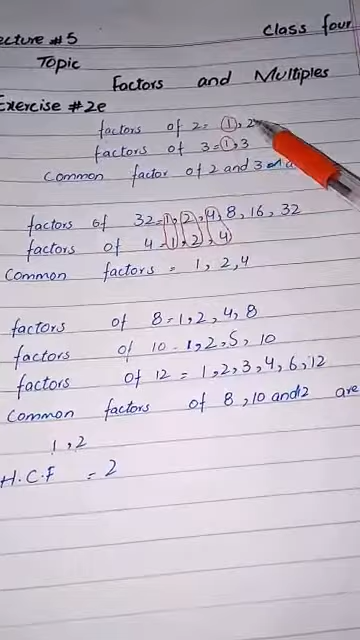 ecture #5 class four
Topic
Factors and Multiples
Exercise #2e
factors of 2= 1, 2
factors of 3=1,3
Common factor of 2 and 3
factors of 32=1,2,4,8,16,32
factors of 4 =1,2,4
Common factors = 1, 2,4
factors of 8=1,2,4,8
factors of 10 = 1,2,5,10
factors of 12 = 1,2,3,4,6,12
Common factors of 8,10 and12 are
1,2
H.C.F = 2